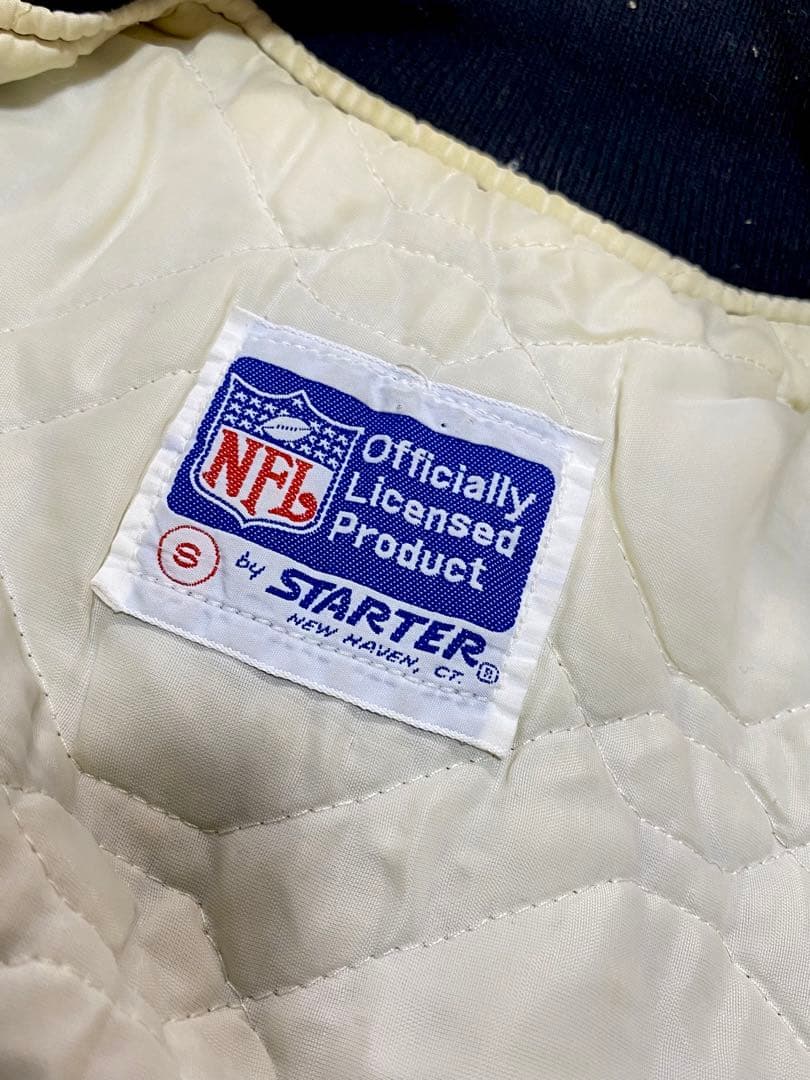 NFL
Officially
Licensed
Product
S
by STARTER®
NEW HAVEN, CT.